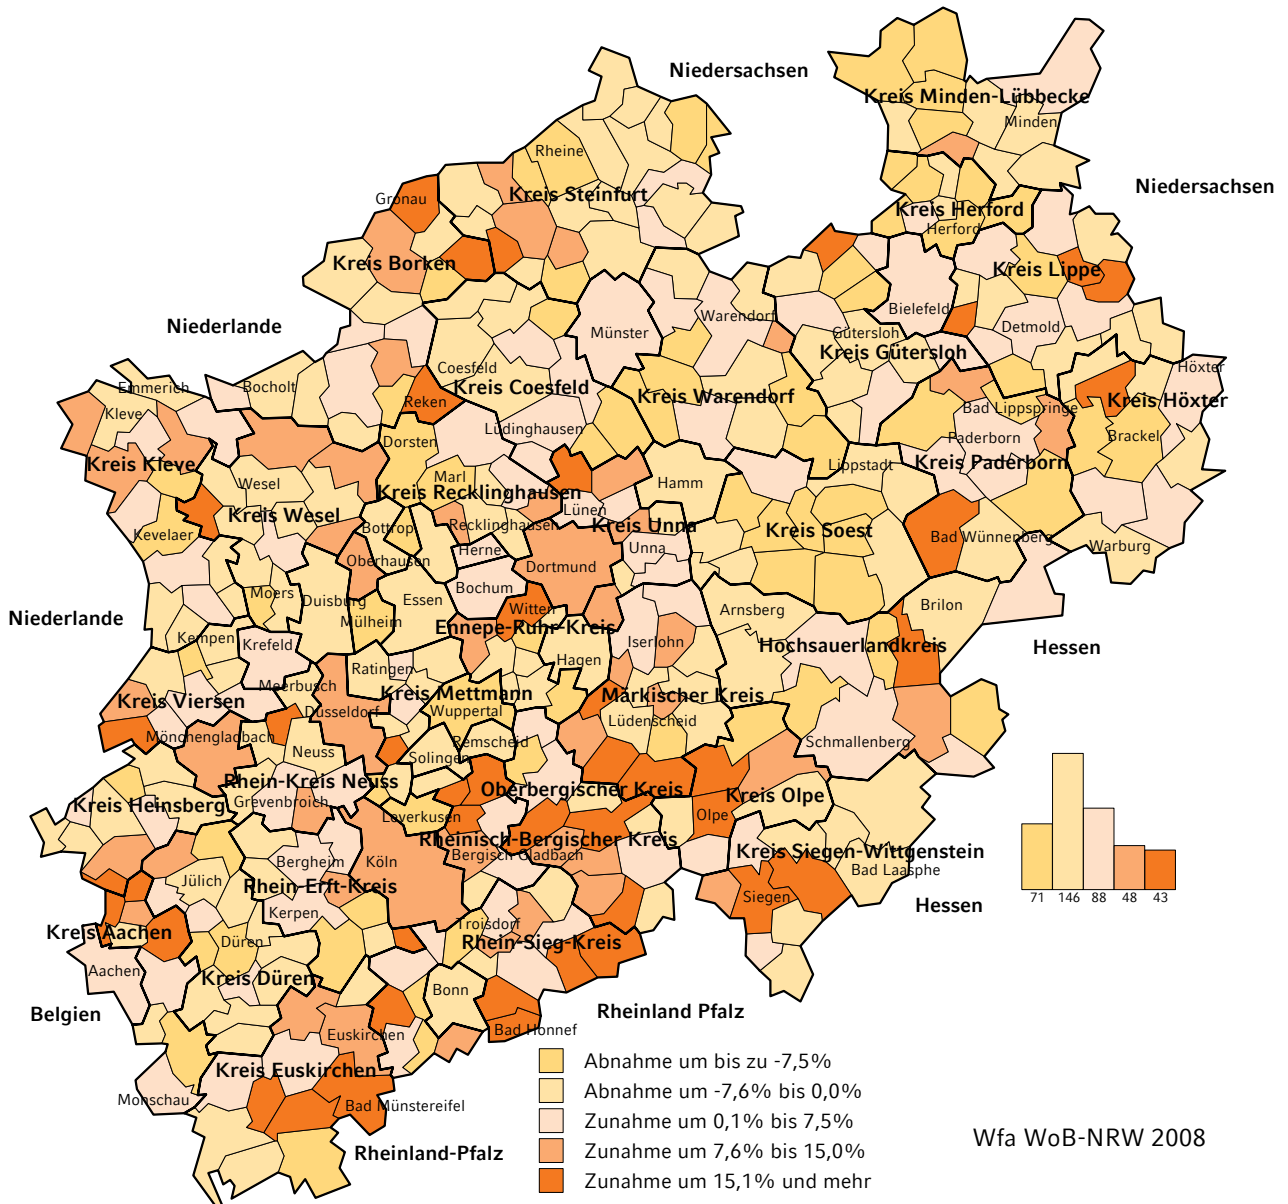 Niedersachsen
Kreis Minden-Lübbecke
Minden
Rheine
Niedersachsen
Gronau
Kreis Steinfurt
Kreis Herford
Herford
Kreis Borken
Kreis Lippe
Niederlande
Münster
Warendorf
Bielefeld
Detmold
Gütersloh
Kreis Gütersloh
Emmerich
Bocholt
Coesfeld
Kreis Coesfeld
Höxter
Kleve
Reken
Kreis Warendorf
Bad Lippspringe
Kreis Höxter
Dorsten
Lüdinghausen
Paderborn
Brackel
Kreis Kleve
Lippstadt
Kreis Paderborn
Wesel
Marl
Kreis Recklinghausen
Hamm
Kreis Wesel
Lünen
Kevelaer
Bottrop
Recklinghausen
Kreis Unna
Kreis Soest
Bad Wünnenberg
Herne
Unna
Warburg
Oberhausen
Dortmund
Niederlande
Moers
Duisburg
Essen
Bochum
Witten
Arnsberg
Brilon
Mülheim
Ennepe-Ruhr-Kreis
Kempen
Krefeld
Iserlohn
Hochsauerlandkreis
Hessen
Ratingen
Hagen
Meerbusch
Kreis Mettmann
Märkischer Kreis
Kreis Viersen
Düsseldorf
Wuppertal
Lüdenscheid
Mönchengladbach
Neuss
Remscheid
Schmallenberg
Solingen
Rhein-Kreis Neuss
Oberbergischer Kreis
Kreis Olpe
Kreis Heinsberg
Grevenbroich
Leverkusen
Olpe
Rheinisch-Bergischer Kreis
Bergheim
Köln
Bergisch Gladbach
Kreis Siegen-Wittgenstein
Bad Laasphe
Jülich
Rhein-Erft-Kreis
Siegen
Hessen
Kerpen
Troisdorf
Kreis Aachen
Düren
Rhein-Sieg-Kreis
Aachen
Kreis Düren
Bonn
Belgien
Rheinland Pfalz
Bad Honnef
Euskirchen
Kreis Euskirchen
Monschau
Bad Münstereifel
Rheinland-Pfalz
71 146 88 48 43
Abnahme um bis zu -7,5%
Abnahme um -7,6% bis 0,0%
Zunahme um 0,1% bis 7,5%
Zunahme um 7,6% bis 15,0%
Zunahme um 15,1% und mehr
Wfa WoB-NRW 2008